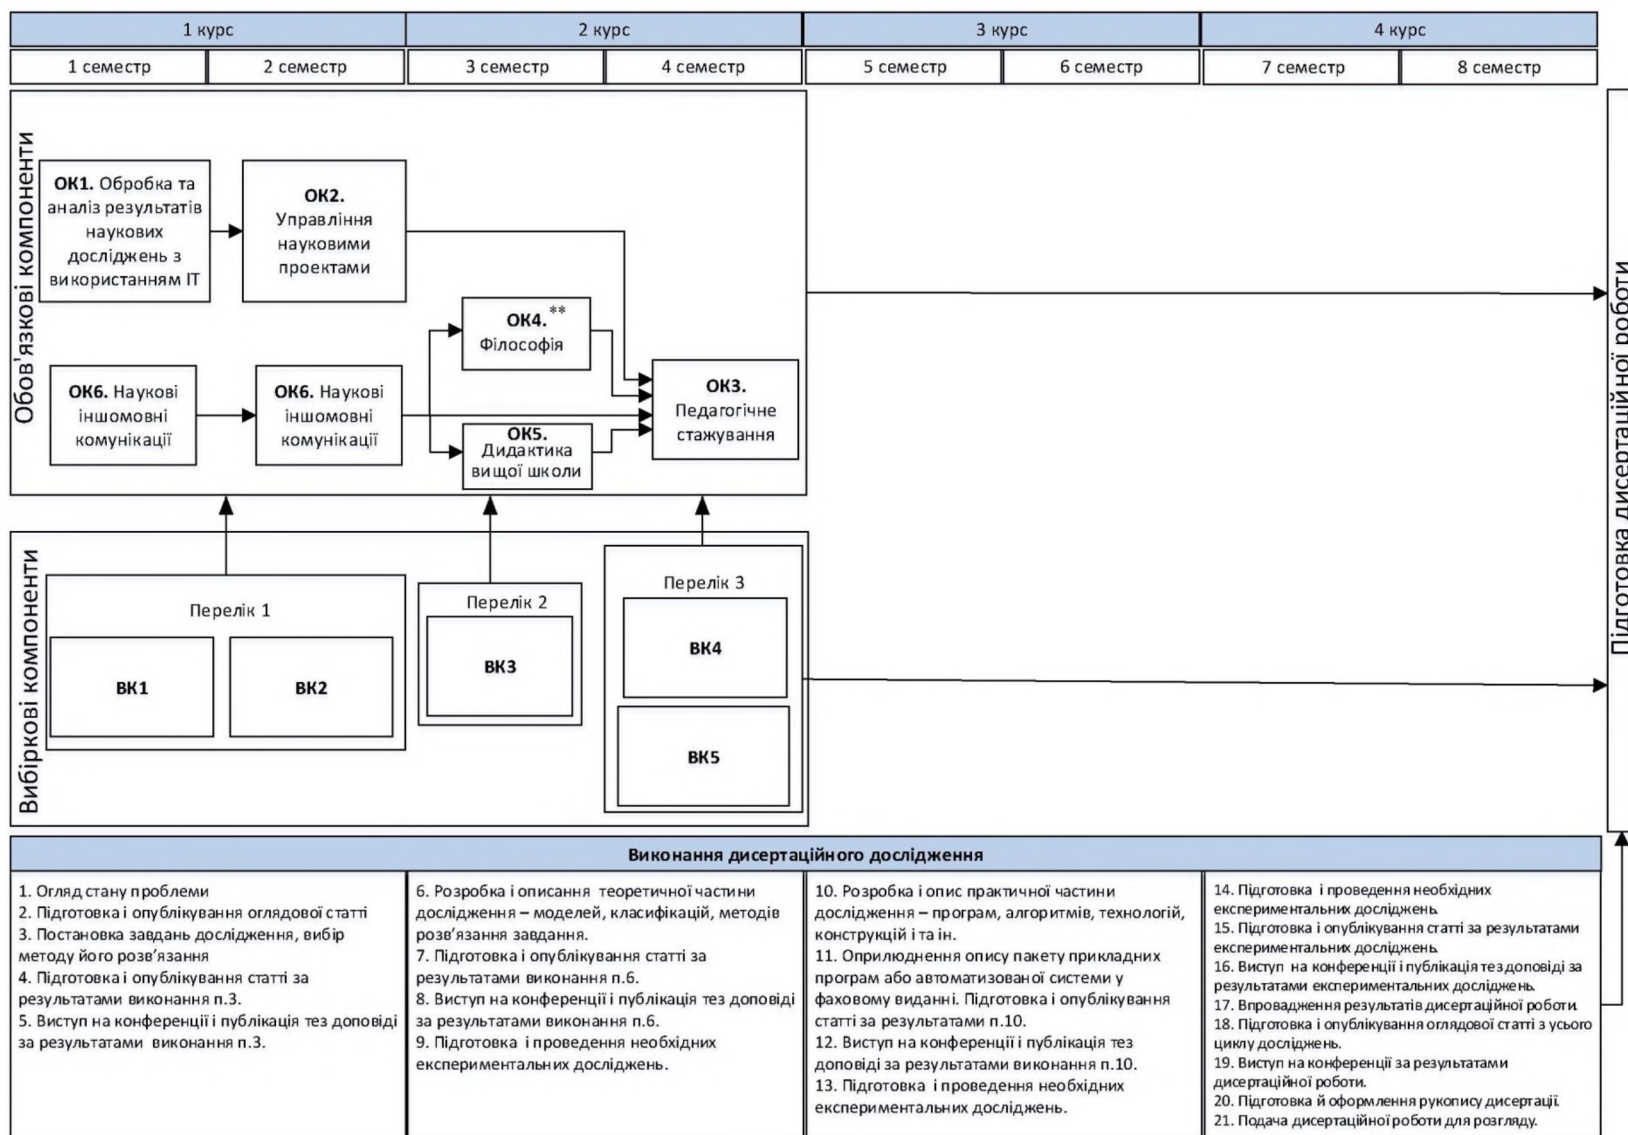 1 курс
2 курс
3 курс
4 курс
1 семестр
2 семестр
3 семестр
4 семестр
5 семестр
6 семестр
7 семестр
8 семестр
Обов'язкові компоненти
ОК1. Обробка та
аналіз результатів
наукових
досліджень з
використанням ІТ
ОК2.
Управління
науковими
проектами
ОК4.**
Філософія
ОК6. Наукові
іншомовні
комунікації
ОК6. Наукові
іншомовні
комунікації
ОК5.
Дидактика
вищої школи
ОК3.
Педагогічне
стажування
Підготовка дисертаційної роботи
Вибіркові компоненти
Перелік 1
ВК1
ВК2
Перелік 2
ВК3
Перелік 3
ВК4
ВК5
Виконання дисертаційного дослідження
1. Огляд стану проблеми
2. Підготовка і опублікування оглядової статті
3. Постановка завдань дослідження, вибір
методу його розв’язання
4. Підготовка і опублікування статті за
результатами виконання п.3.
5. Виступ на конференції і публікація тез доповіді
за результатами виконання п.3.
6. Розробка і описання теоретичної частини
дослідження – моделей, класифікацій, методів
розв’язання завдання.
7. Підготовка і опублікування статті за
результатами виконання п.6.
8. Виступ на конференції і публікація тез доповіді
за результатами виконання п.6.
9. Підготовка і проведення необхідних
експериментальних досліджень.
10. Розробка і опис практичної частини
дослідження – програм, алгоритмів, технологій,
конструкцій і та ін.
11. Оприлюднення опису пакету прикладних
програм або автоматизованої системи у
фаховому виданні. Підготовка і опублікування
статті за результатами п.10.
12. Виступ на конференції і публікація тез
доповіді за результатами виконання п.10.
13. Підготовка і проведення необхідних
експериментальних досліджень.
14. Підготовка і проведення необхідних
експериментальних досліджень.
15. Підготовка і опублікування статті за результатами
експериментальних досліджень.
16. Виступ на конференції і публікація тез доповіді за
результатами експериментальних досліджень.
17. Впровадження результатів дисертаційної роботи.
18. Підготовка і опублікування оглядової статті з усього
циклу досліджень.
19. Виступ на конференції за результатами
дисертаційної роботи.
20. Підготовка й оформлення рукопису дисертації.
21. Подача дисертаційної роботи для розгляду.